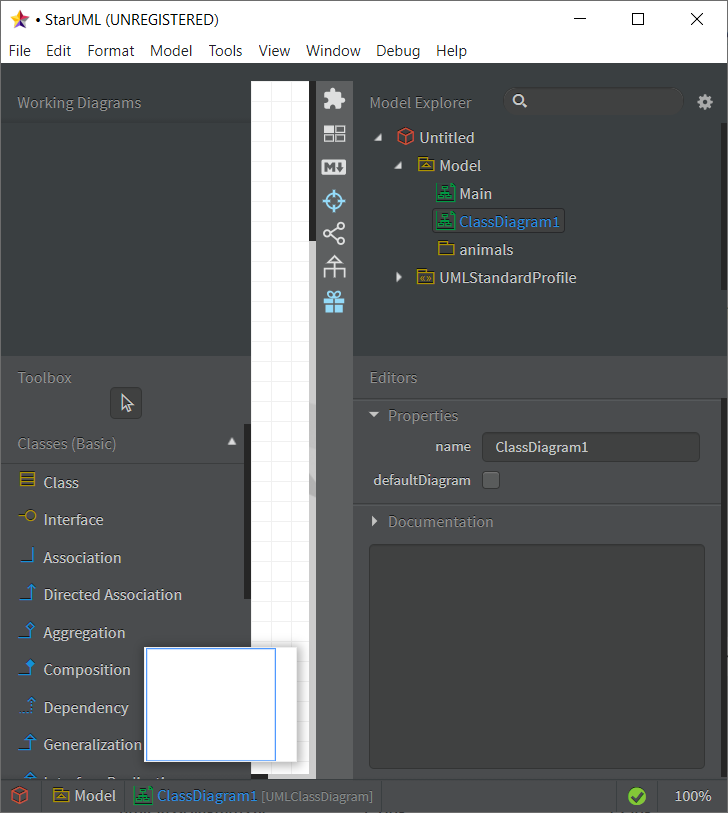 • StarUML (UNREGISTERED)
File Edit Format Model Tools View Window Debug Help
Working Diagrams
Model Explorer
Untitled
Model
Main
ClassDiagram1
animals
UMLStandardProfile
Toolbox
Classes (Basic)
Class
Interface
Association
Directed Association
Aggregation
Composition
Dependency
Generalization
Editors
Properties
name ClassDiagram1
defaultDiagram
Documentation
Model ClassDiagram1 [UMLClassDiagram] 100%